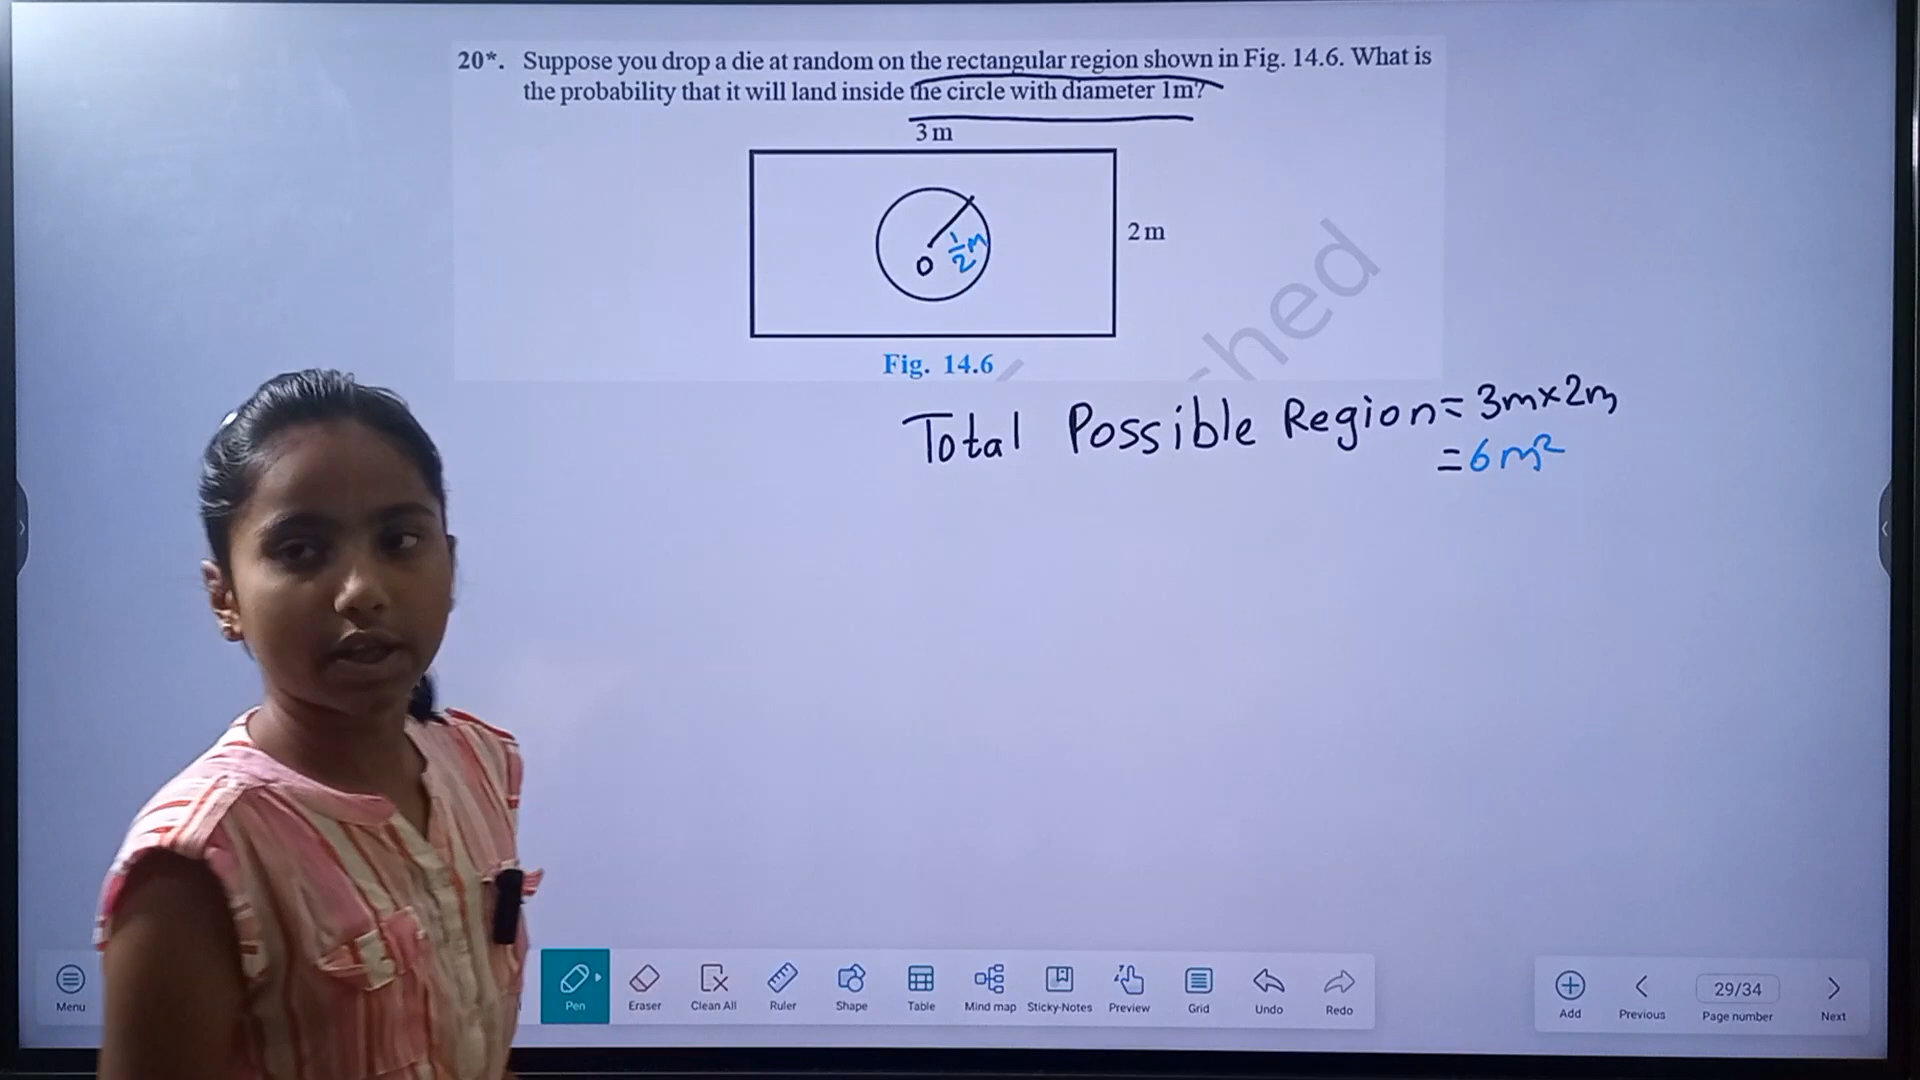 20*. Suppose you drop a die at random on the rectangular region shown in Fig. 14.6. What is
the probability that it will land inside the circle with diameter 1m?
3 m
1/2 m
O
2 m
Fig. 14.6
shed
Total Possible Region = 3m×2m
= 6 m²
Menu
Pen
Eraser
Clean All
Ruler
Shape
Table
Mind map
Sticky-Notes
Preview
Grid
Undo
Redo
Add
Previous
29/34
Page number
Next